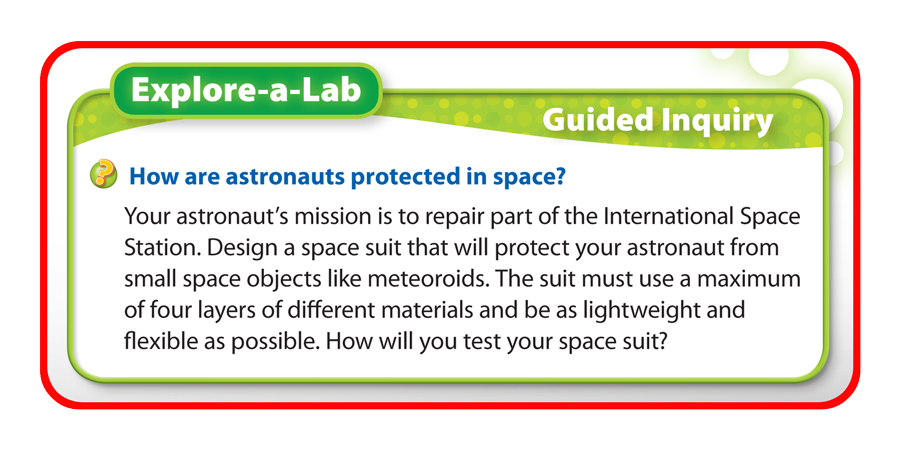 Explore-a-Lab
Guided Inquiry
? How are astronauts protected in space?
Your astronaut’s mission is to repair part of the International Space
Station. Design a space suit that will protect your astronaut from
small space objects like meteoroids. The suit must use a maximum
of four layers of different materials and be as lightweight and
flexible as possible. How will you test your space suit?